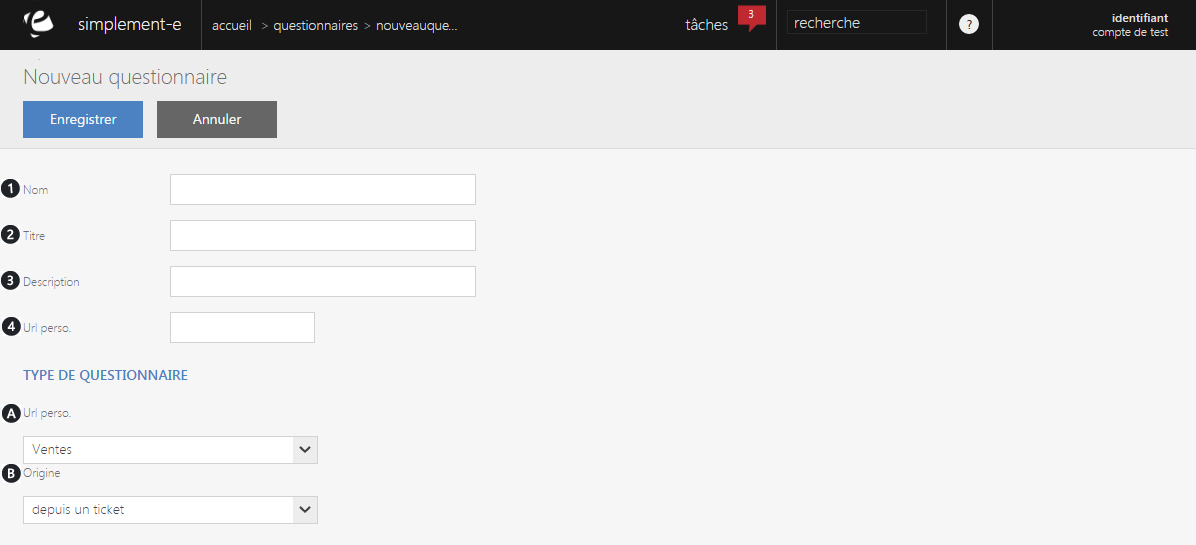 simplement-e accueil > questionnaires > nouveauque... tâches 3 recherche ? identifiant
compte de test
Nouveau questionnaire
Enregistrer Annuler
1 Nom
2 Titre
3 Description
4 Url perso.
TYPE DE QUESTIONNAIRE
A Url perso.
Ventes
B Origine
depuis un ticket